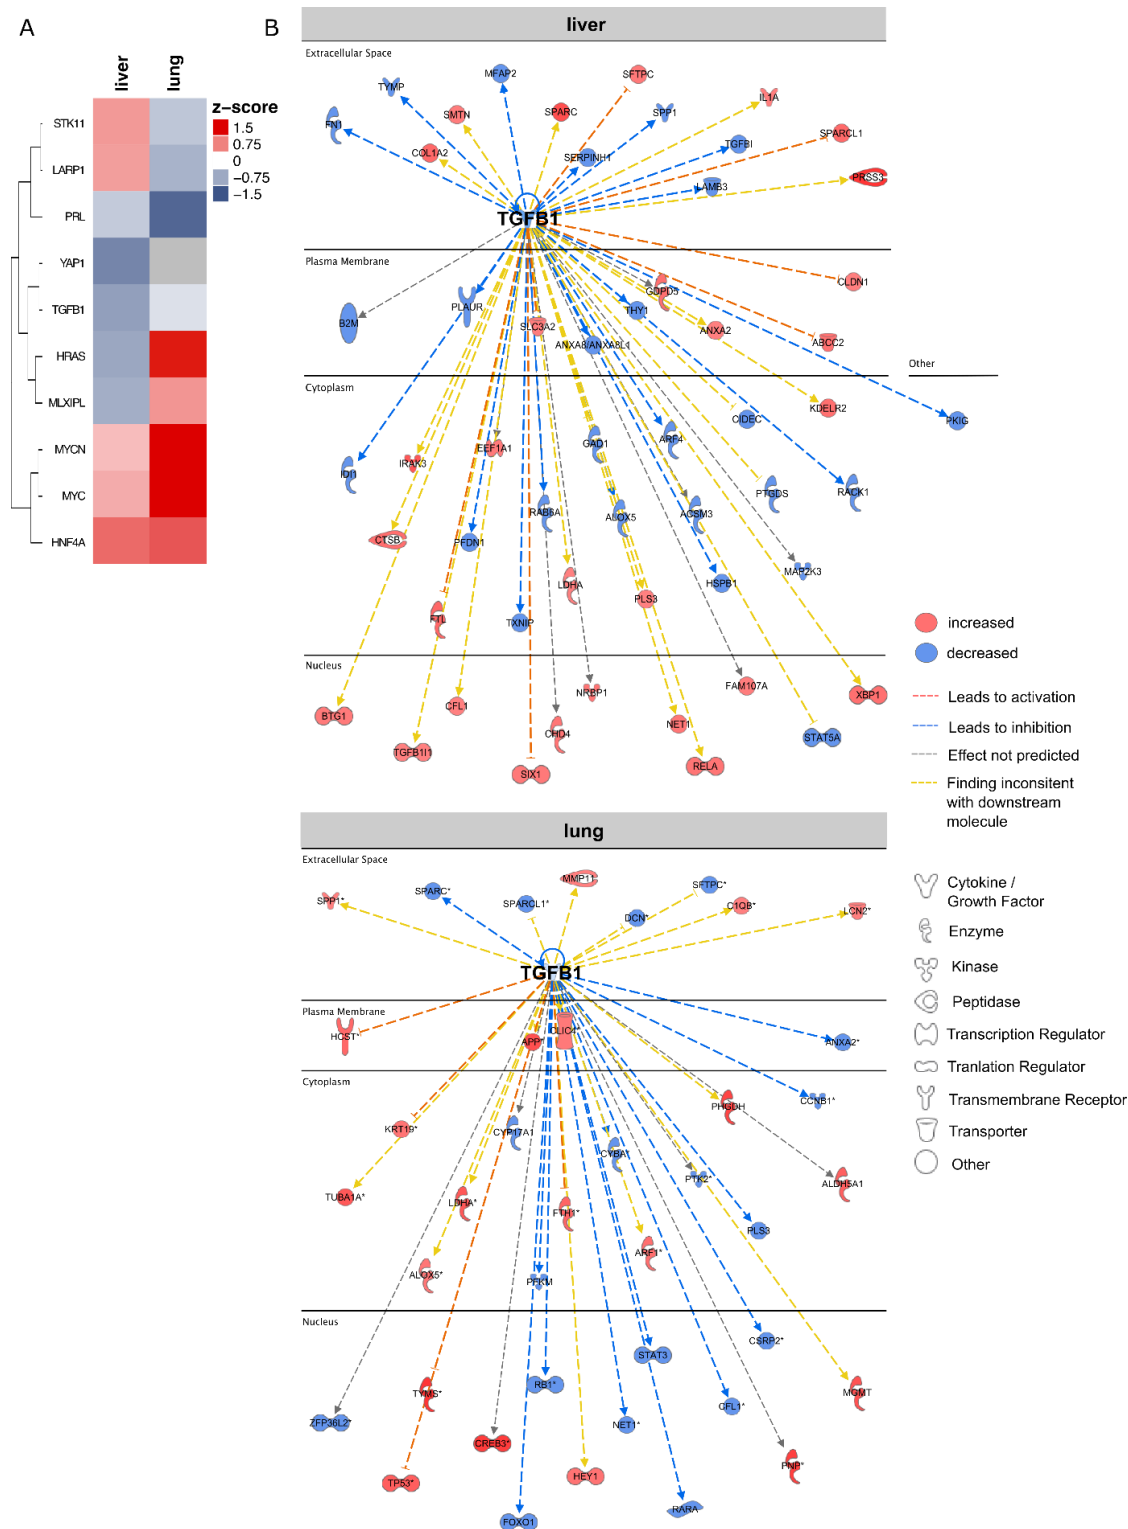 A
B
liver
lung
z-score
1.5
0.75
0
-0.75
-1.5
STK11
LARP1
PRL
YAP1
TGFB1
HRAS
MLXIPL
MYCN
MYC
HNF4A
liver
Extracellular Space
TYMP
MFAP2
SFTPC
IL1A
FN1
SMTN
SPARC
SPP1
SPARCL1
COL1A2
SERPINH1
TGFBI
LAMB3
PRSS3
TGFB1
Plasma Membrane
B2M
PLAUR
SLC3A2
ANXA8/ANXA8L1
THY1
GDPD5
ANXA2
CLDN1
ABCC2
Other
PKIG
Cytoplasm
KDELR2
CIDEC
IDI1
IRAK3
EEF1A1
GAD1
ARF4
PTGDS
RACK1
CTSB
PFDN1
RAB6A
ALOX5
ACSM3
MAP2K3
HSPB1
LDHA
PLS3
FTL
TXNIP
Nucleus
BTG1
CFL1
NRBP1
FAM107A
XBP1
TGFB1I1
CHD4
NET1
STAT5A
SIX1
RELA
increased
decreased
Leads to activation
Leads to inhibition
Effect not predicted
Finding inconsitent
with downstream
molecule
lung
Extracellular Space
SPP1*
SPARC*
SPARCL1*
MMP11
SFTPC*
DCN*
C1QB*
LCN2*
TGFB1
Plasma Membrane
HCST*
APP*
CLIC4*
ANXA2*
Cytoplasm
KRT19*
CYP17A1
CYBA*
PHGDH
CCNB1*
TUBA1A*
LDHA*
FTH1*
PTK2*
ALDH5A1
PLS3
ARF1*
ALOX5*
PFKM
Nucleus
CSRP2*
STAT3
ZFP36L2*
TYMS*
RB1*
NET1*
CFL1*
MGMT
CREB3*
PNP*
TP53*
HEY1
FOXO1
RARA
Cytokine /
Growth Factor
Enzyme
Kinase
Peptidase
Transcription Regulator
Tranlation Regulator
Transmembrane Receptor
Transporter
Other